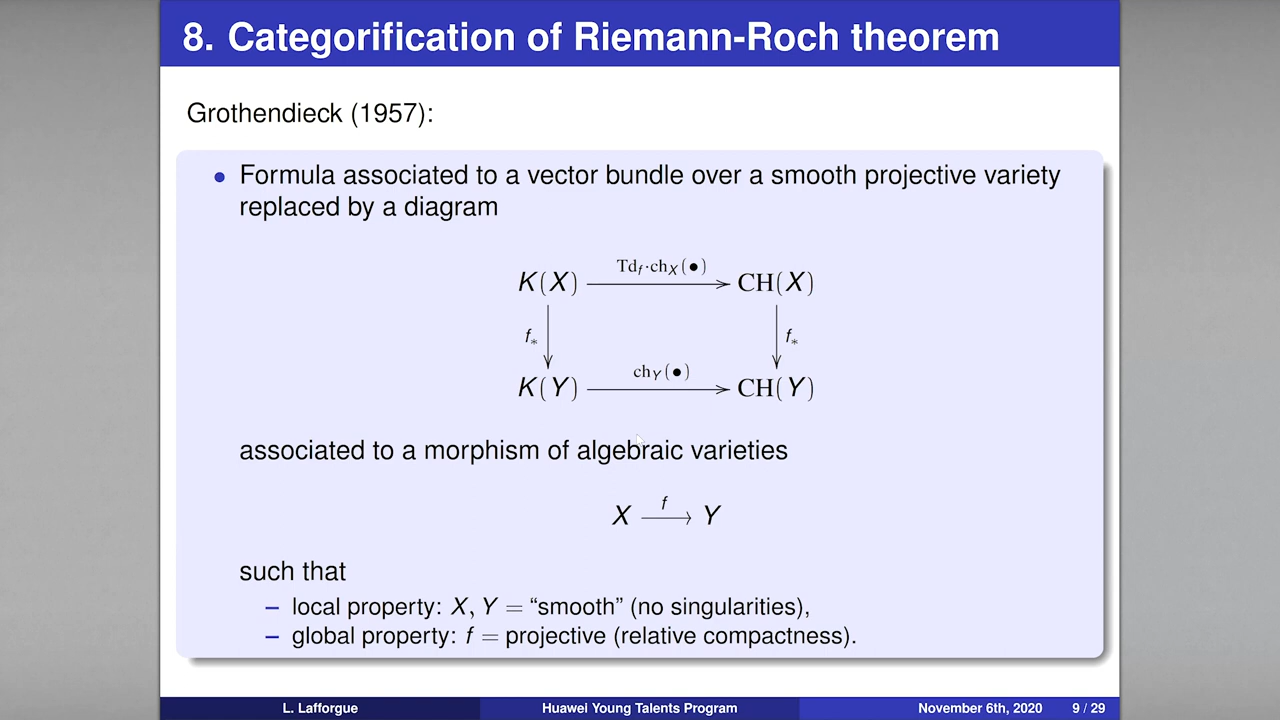 8. Categorification of Riemann-Roch theorem
Grothendieck (1957):
• Formula associated to a vector bundle over a smooth projective variety
replaced by a diagram
Td_f·ch_X(•)
K(X) ⟶ CH(X)
f_* f_*
ch_Y(•)
K(Y) ⟶ CH(Y)
associated to a morphism of algebraic varieties
f
X ⟶ Y
such that
– local property: X, Y = “smooth” (no singularities),
– global property: f = projective (relative compactness).
L. Lafforgue Huawei Young Talents Program November 6th, 2020 9 / 29